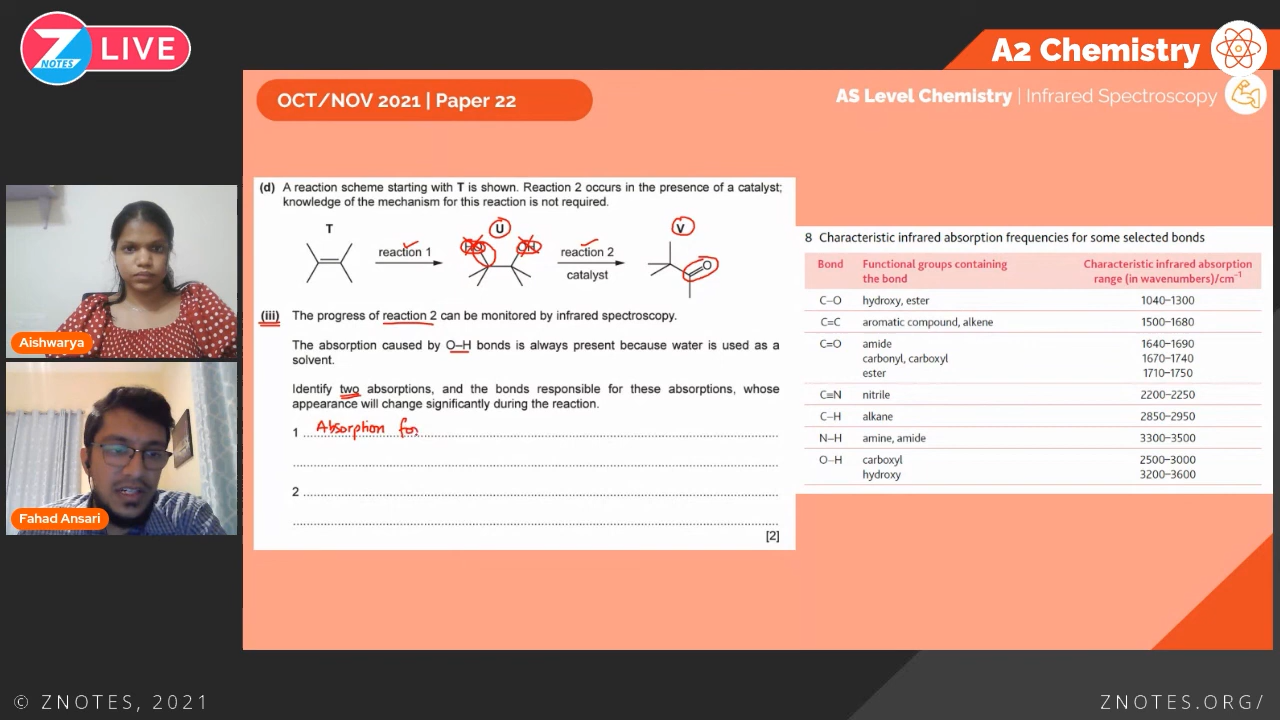 Z NOTES LIVE
A2 Chemistry
OCT/NOV 2021 | Paper 22
AS Level Chemistry | Infrared Spectroscopy
(d) A reaction scheme starting with T is shown. Reaction 2 occurs in the presence of a catalyst;
knowledge of the mechanism for this reaction is not required.
T
U
V
HO
OH
O
reaction 1
reaction 2
catalyst
(iii) The progress of reaction 2 can be monitored by infrared spectroscopy.
The absorption caused by O–H bonds is always present because water is used as a
solvent.
Identify two absorptions, and the bonds responsible for these absorptions, whose
appearance will change significantly during the reaction.
1 Absorption for
2
[2]
8 Characteristic infrared absorption frequencies for some selected bonds
Bond Functional groups containing the bond Characteristic infrared absorption range (in wavenumbers)/cm⁻¹
C–O hydroxy, ester 1040–1300
C=C aromatic compound, alkene 1500–1680
C=O amide 1640–1690
carbonyl, carboxyl 1670–1740
ester 1710–1750
C≡N nitrile 2200–2250
C–H alkane 2850–2950
N–H amine, amide 3300–3500
O–H carboxyl 2500–3000
hydroxy 3200–3600
Aishwarya
Fahad Ansari
© ZNOTES, 2021
ZNOTES.ORG/